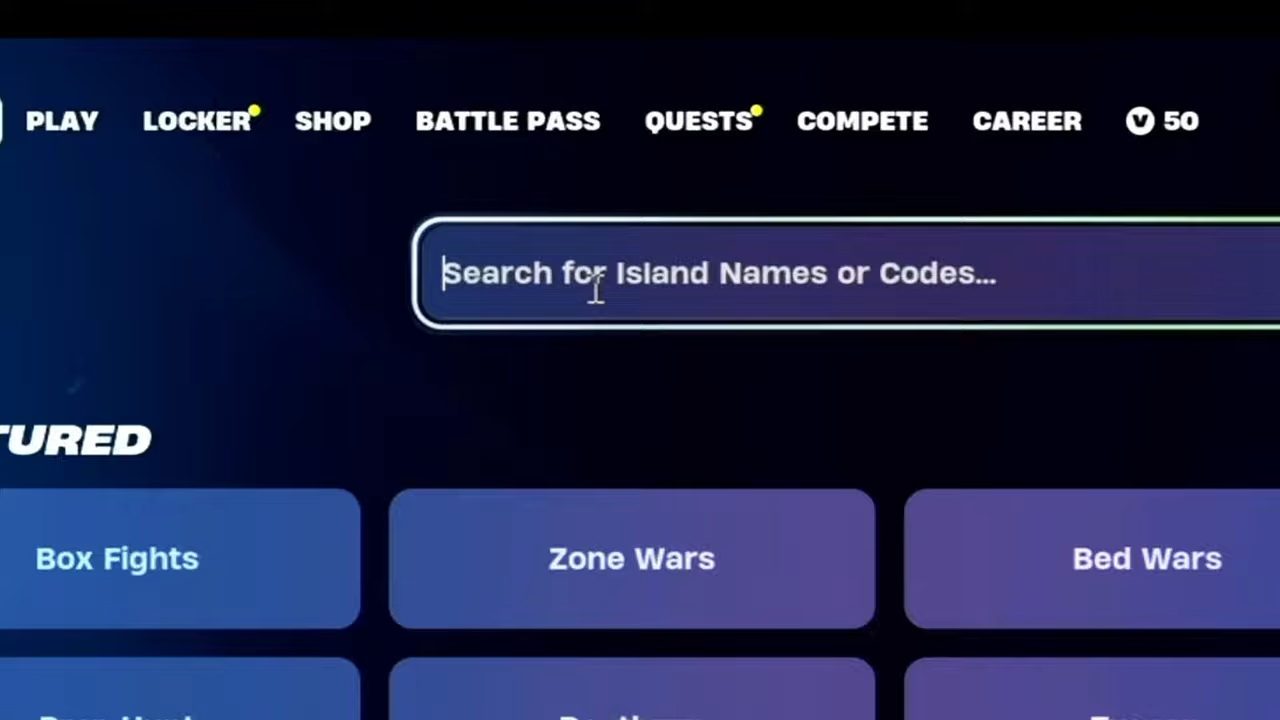 PLAY LOCKER SHOP BATTLE PASS QUESTS COMPETE CAREER V 50
Search for Island Names or Codes...
TURED
Box Fights Zone Wars Bed Wars